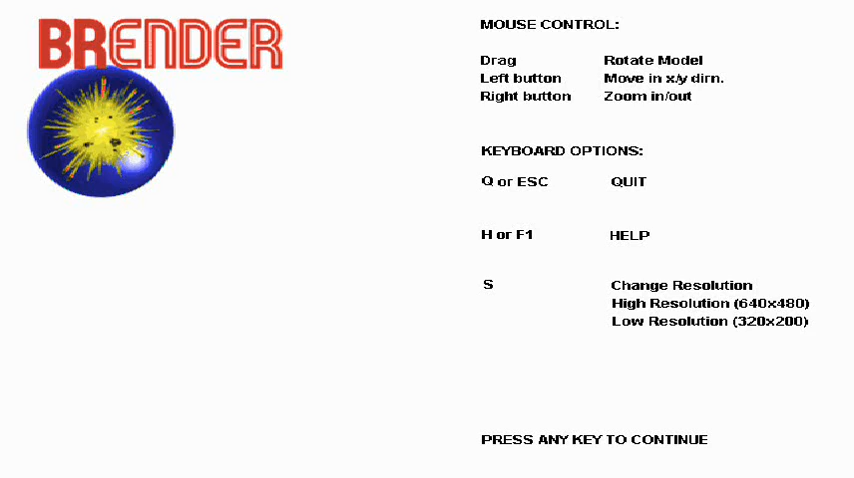 BRENDER
MOUSE CONTROL:
Drag Rotate Model
Left button Move in x/y dirn.
Right button Zoom in/out
KEYBOARD OPTIONS:
Q or ESC QUIT
H or F1 HELP
S Change Resolution
High Resolution (640x480)
Low Resolution (320x200)
PRESS ANY KEY TO CONTINUE